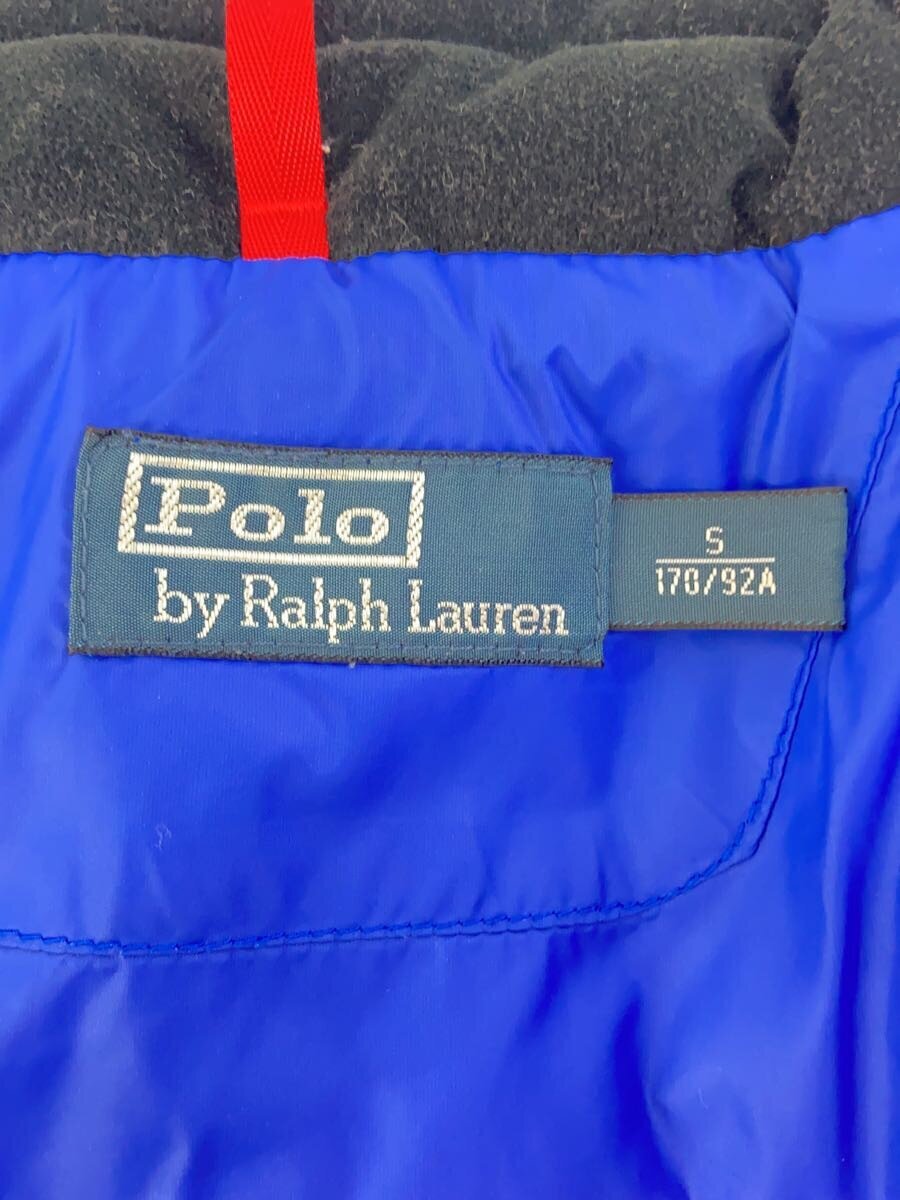 Polo
by Ralph Lauren
S
170/92A